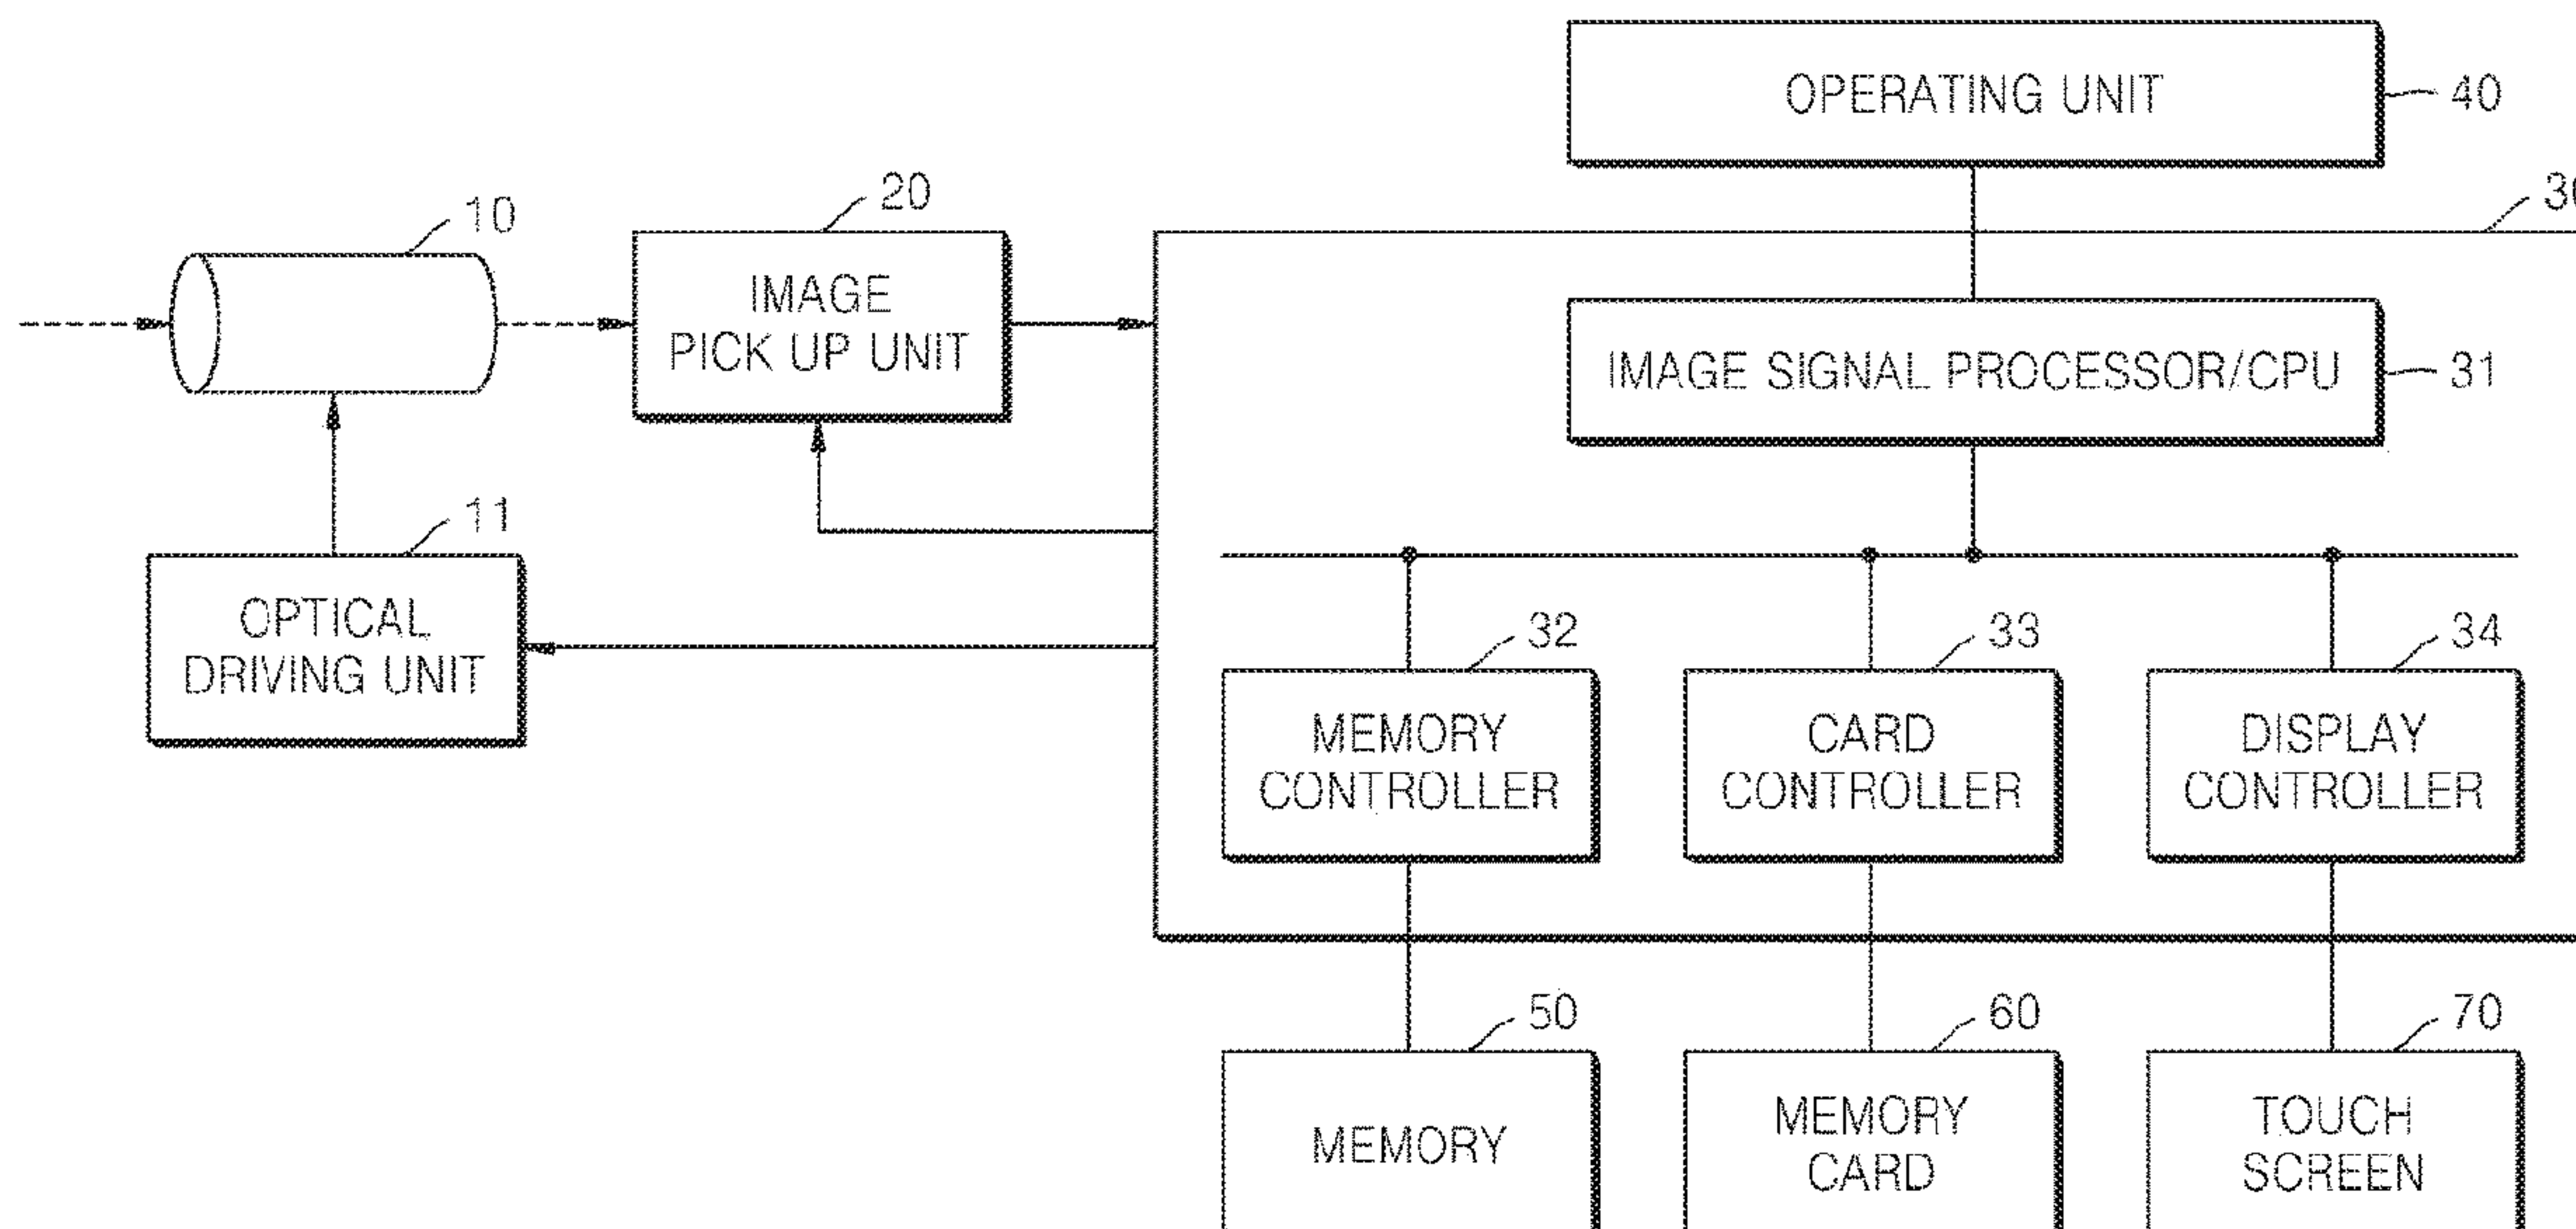 OPERATING UNIT
40
20
10
IMAGE
PICK UP UNIT
IMAGE SIGNAL PROCESSOR/CPU
31
11
OPTICAL
DRIVING UNIT
32
33
34
MEMORY
CONTROLLER
CARD
CONTROLLER
DISPLAY
CONTROLLER
50
60
70
MEMORY
MEMORY
CARD
TOUCH
SCREEN